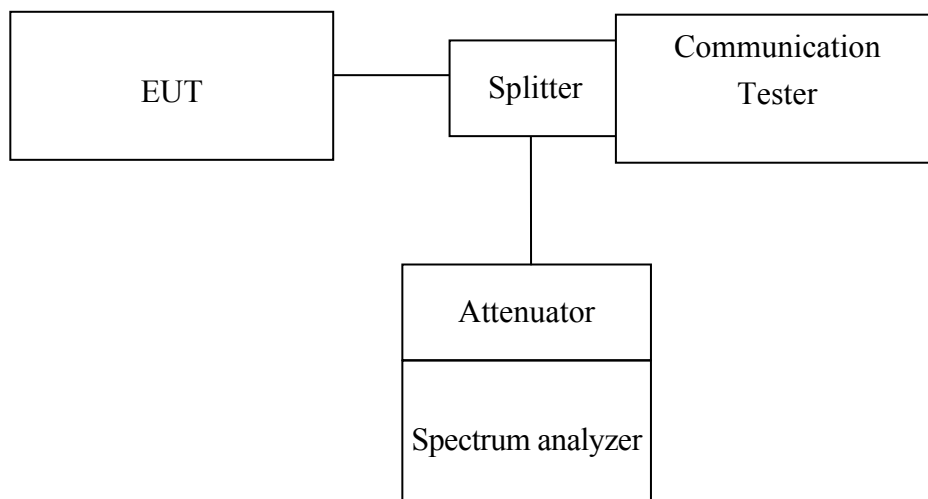 EUT
Splitter
Communication
Tester
Attenuator
Spectrum analyzer